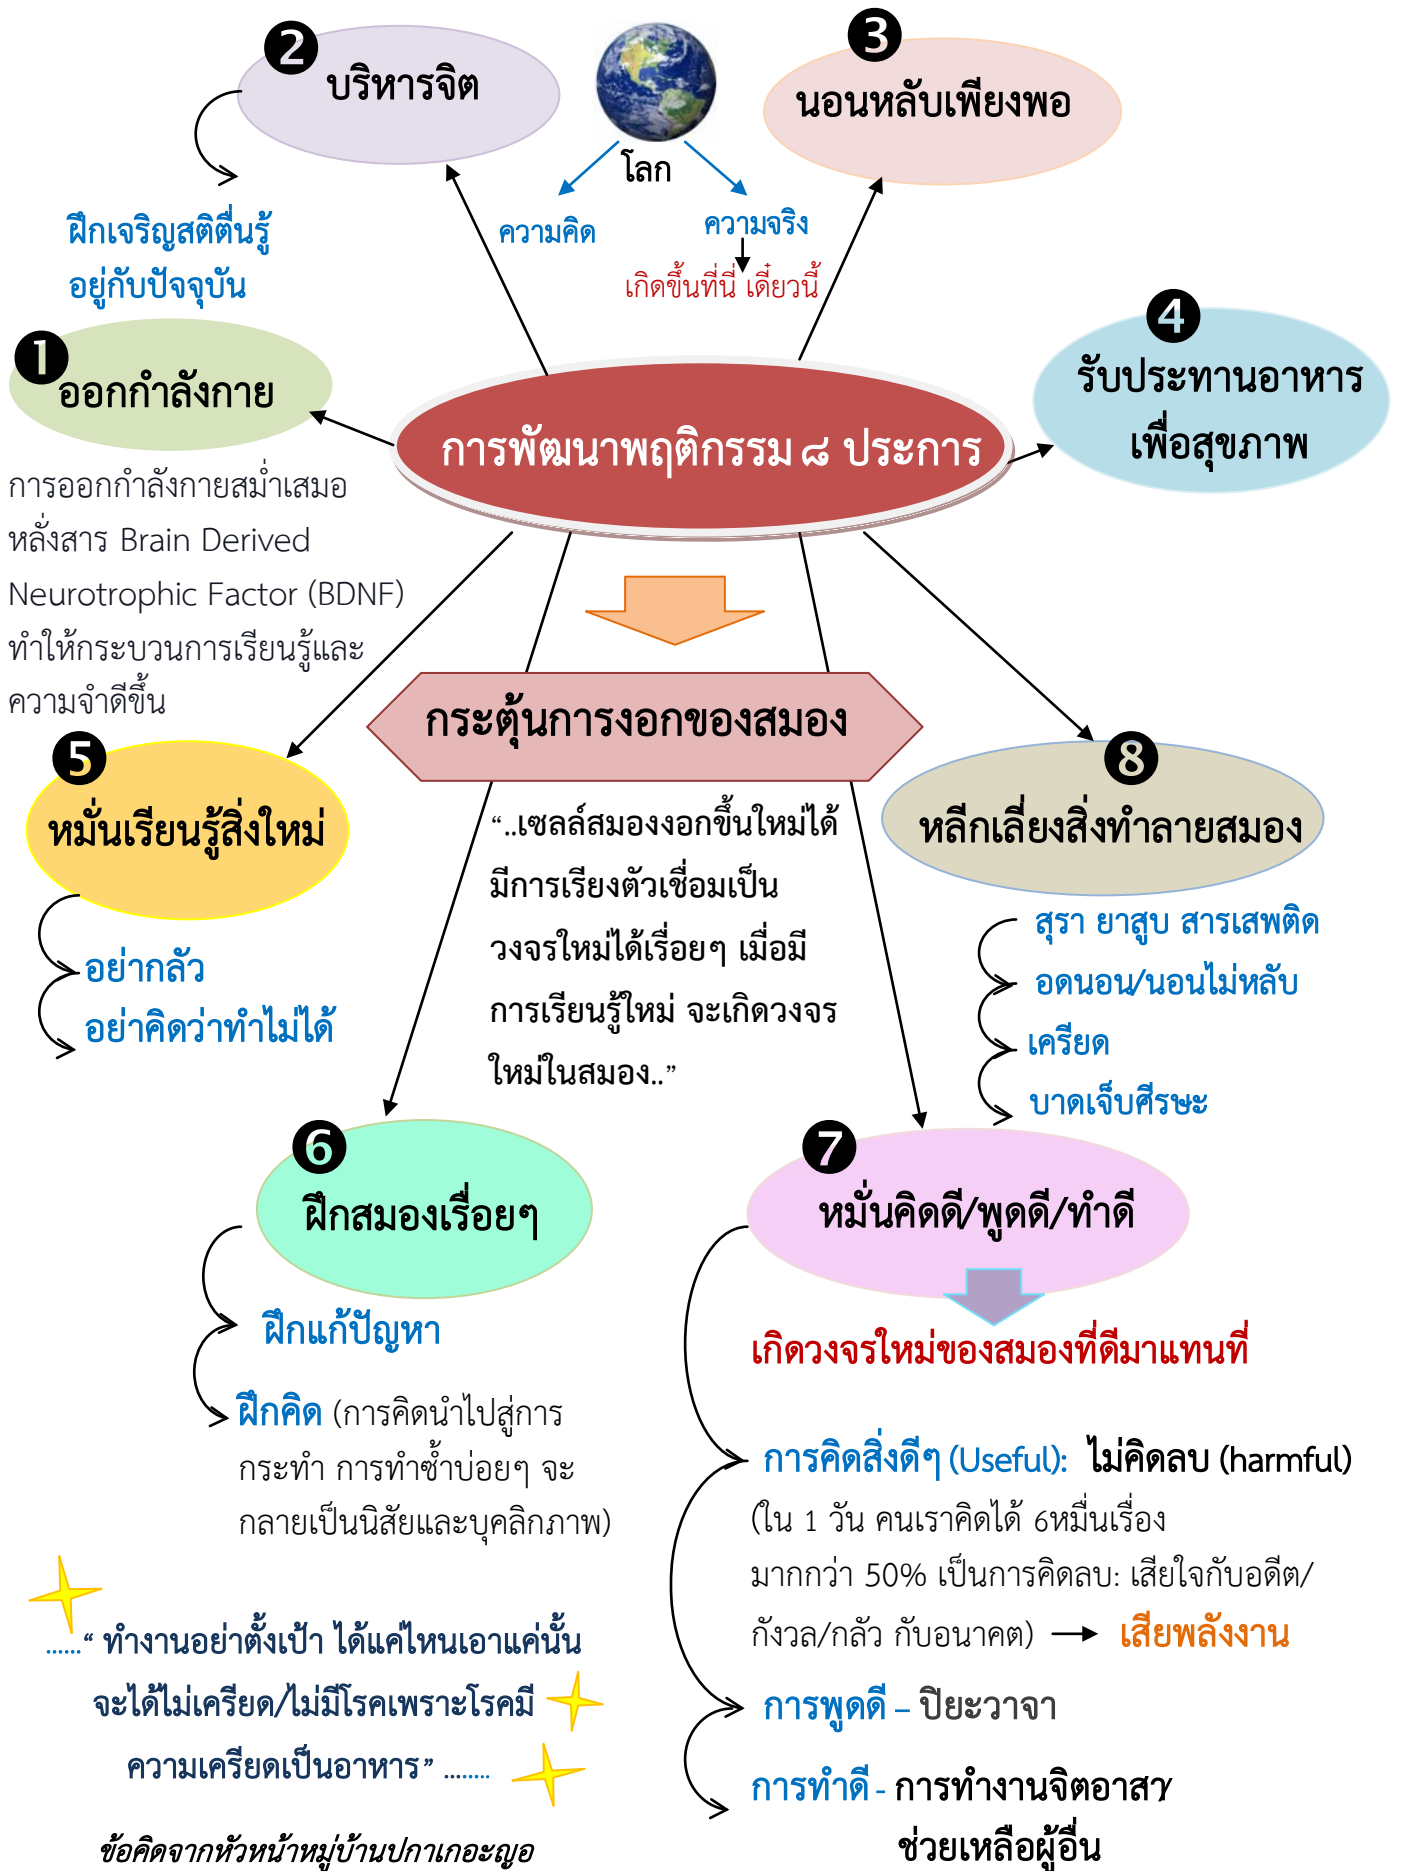 ❷
บริหารจิต
❸
นอนหลับเพียงพอ
โลก
ความคิด
ความจริง
เกิดขึ้นที่นี่ เดี๋ยวนี้
ฝึกเจริญสติตื่นรู้
อยู่กับปัจจุบัน
❶
ออกกำลังกาย
❹
รับประทานอาหาร
เพื่อสุขภาพ
การพัฒนาพฤติกรรม ๘ ประการ
การออกกำลังกายสม่ำเสมอ
หลั่งสาร Brain Derived
Neurotrophic Factor (BDNF)
ทำให้กระบวนการเรียนรู้และ
ความจำดีขึ้น
กระตุ้นการงอกของสมอง
“..เซลล์สมองงอกขึ้นใหม่ได้
มีการเรียงตัวเชื่อมเป็น
วงจรใหม่ได้เรื่อยๆ เมื่อมี
การเรียนรู้ใหม่ จะเกิดวงจร
ใหม่ในสมอง..”
❺
หมั่นเรียนรู้สิ่งใหม่
อย่ากลัว
อย่าคิดว่าทำไม่ได้
❽
หลีกเลี่ยงสิ่งทำลายสมอง
สุรา ยาสูบ สารเสพติด
อดนอน/นอนไม่หลับ
เครียด
บาดเจ็บศีรษะ
❻
ฝึกสมองเรื่อยๆ
ฝึกแก้ปัญหา
ฝึกคิด (การคิดนำไปสู่การ
กระทำ การทำซ้ำบ่อยๆ จะ
กลายเป็นนิสัยและบุคลิกภาพ)
❼
หมั่นคิดดี/พูดดี/ทำดี
เกิดวงจรใหม่ของสมองที่ดีมาแทนที่
การคิดสิ่งดีๆ (Useful): ไม่คิดลบ (harmful)
(ใน 1 วัน คนเราคิดได้ 6หมื่นเรื่อง
มากกว่า 50% เป็นการคิดลบ: เสียใจกับอดีต/
กังวล/กลัว กับอนาคต) → เสียพลังงาน
การพูดดี – ปิยะวาจา
การทำดี - การทำงานจิตอาสา/
ช่วยเหลือผู้อื่น
......“ ทำงานอย่าตั้งเป้า ได้แค่ไหนเอาแค่นั้น
จะได้ไม่เครียด/ไม่มีโรคเพราะโรคมี
ความเครียดเป็นอาหาร” ........
ข้อคิดจากหัวหน้าหมู่บ้านปกาเกอะญอ